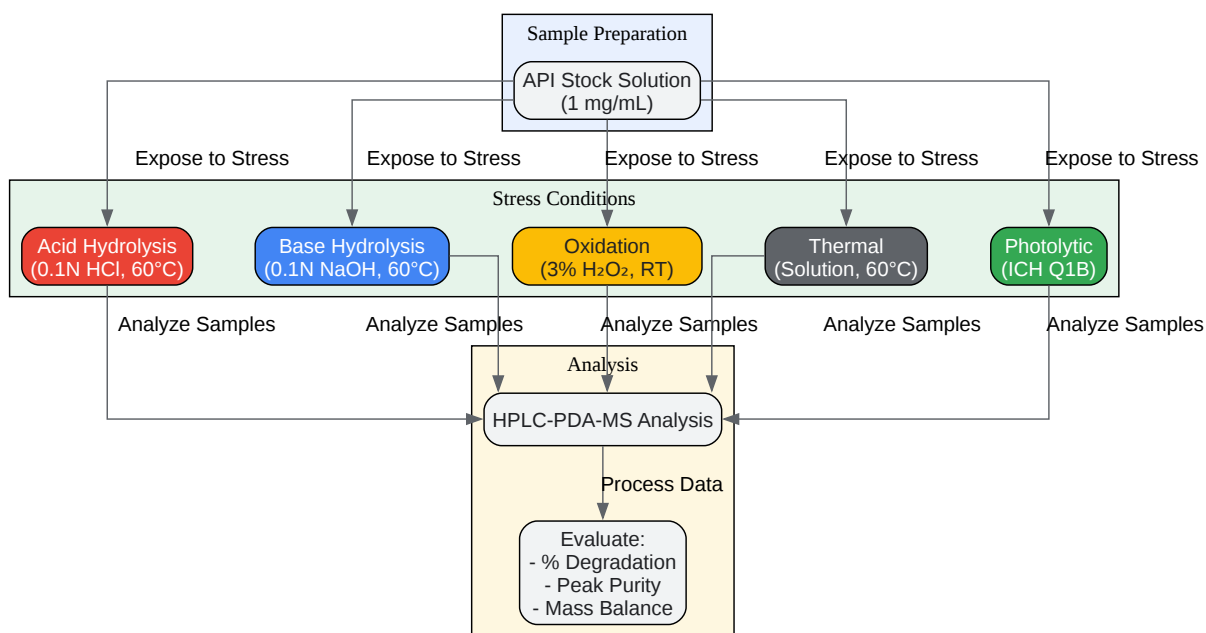 Sample Preparation
API Stock Solution
(1 mg/mL)
Expose to Stress
Expose to Stress
Expose to Stress
Expose to Stress
Expose to Stress
Stress Conditions
Acid Hydrolysis
(0.1N HCl, 60°C)
Base Hydrolysis
(0.1N NaOH, 60°C)
Oxidation
(3% H₂O₂, RT)
Thermal
(Solution, 60°C)
Photolytic
(ICH Q1B)
Analyze Samples
Analyze Samples
Analyze Samples
Analyze Samples
Analyze Samples
Analysis
HPLC-PDA-MS Analysis
Process Data
Evaluate:
- % Degradation
- Peak Purity
- Mass Balance